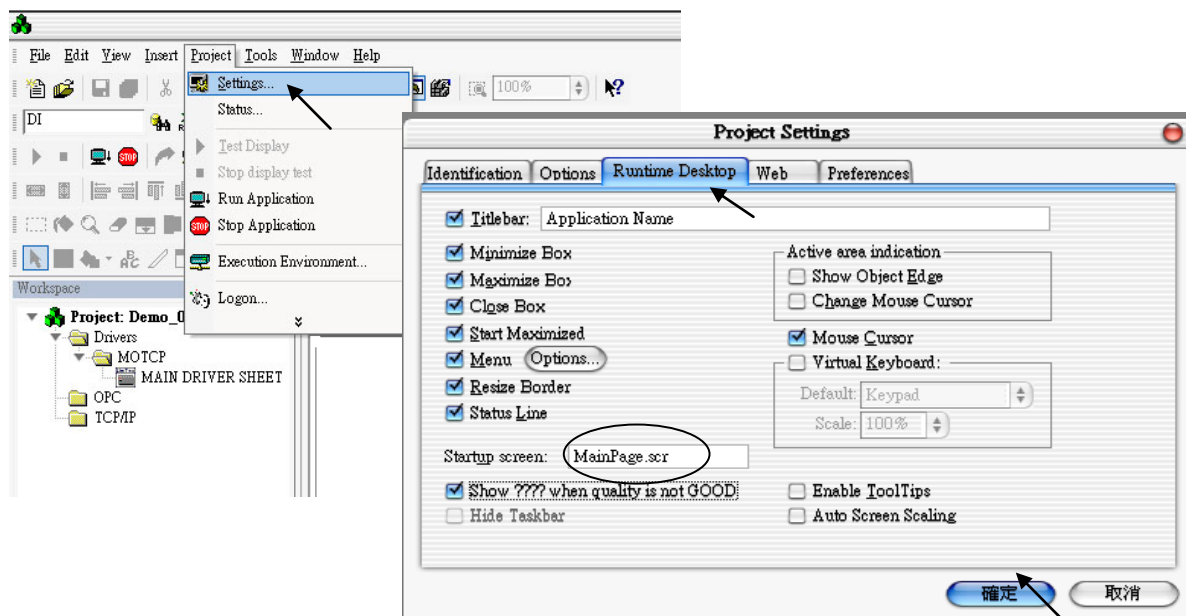 File Edit View Insert Project Tools Window Help
Settings...
100%
Status...
DI
Test Display
Stop display test
STOP
Run Application
STOP Stop Application
ABC
Execution Environment...
Workspace
Logon...
Project: Demo_0
Drivers
MOTCP
MAIN DRIVER SHEET
OPC
TCP/IP
Project Settings
Identification Options Runtime Desktop Web Preferences
Titlebar: Application Name
Minimize Box
Maximize Box
Close Box
Start Maximized
Menu Options...
Resize Border
Status Line
Active area indication
Show Object Edge
Change Mouse Cursor
Mouse Cursor
Virtual Keyboard:
Default: Keypad
Scale: 100%
Startup screen: MainPage.scr
Show ???? when quality is not GOOD
Hide Taskbar
Enable ToolTips
Auto Screen Scaling
確定 取消